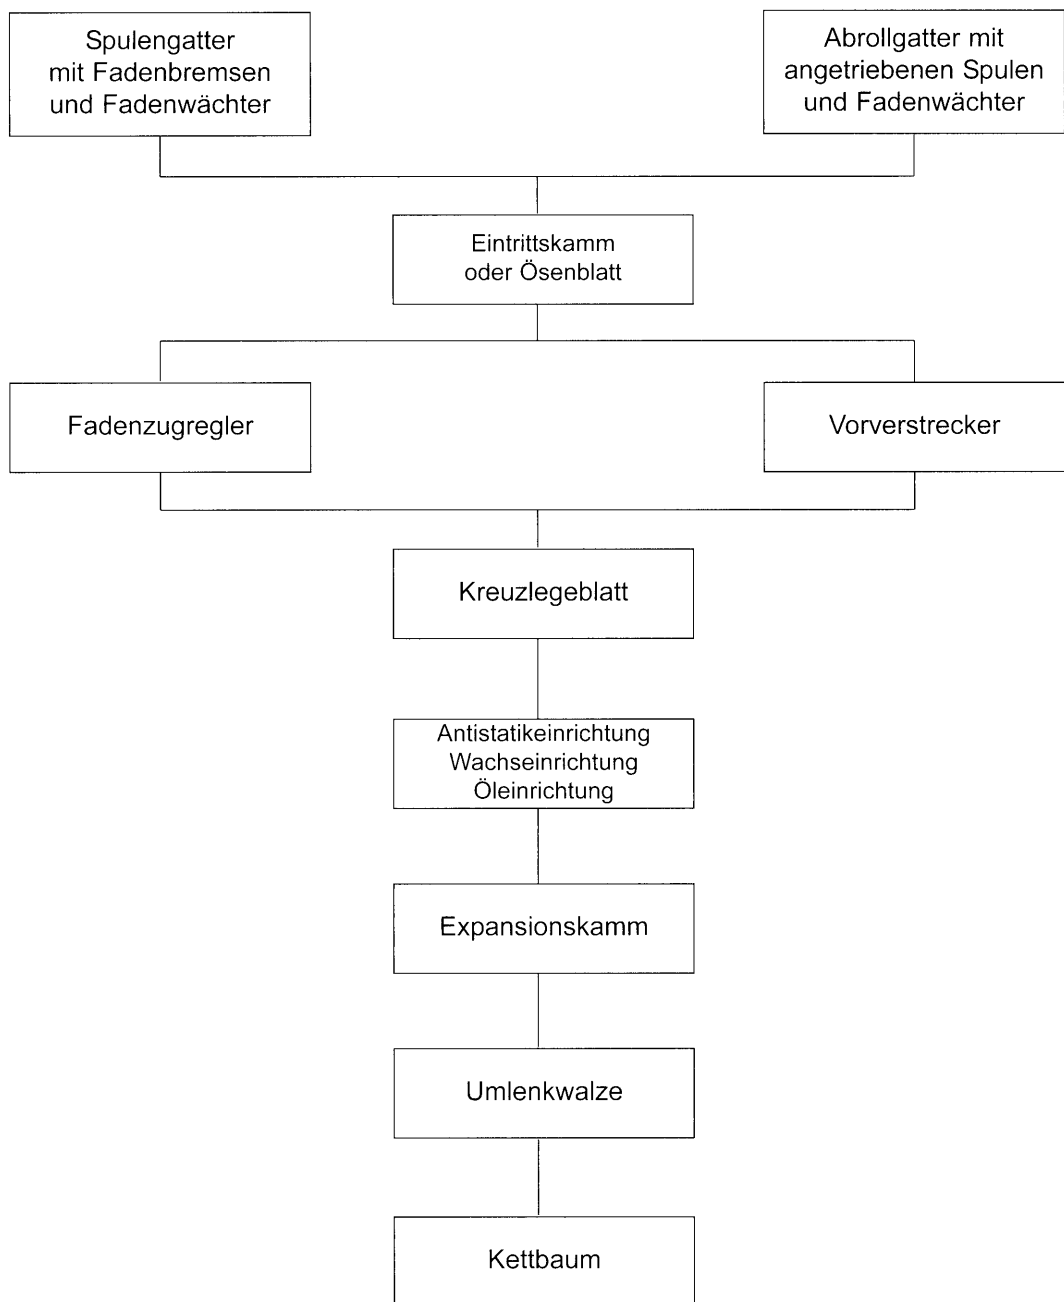 Spulengatter
mit Fadenbremsen
und Fadenwächter
Abrollgatter mit
angetriebenen Spulen
und Fadenwächter
Eintrittskamm
oder Ösenblatt
Fadenzugregler
Vorverstrecker
Kreuzlegeblatt
Antistatikeinrichtung
Wachseinrichtung
Öleinrichtung
Expansionskamm
Umlenkwalze
Kettbaum